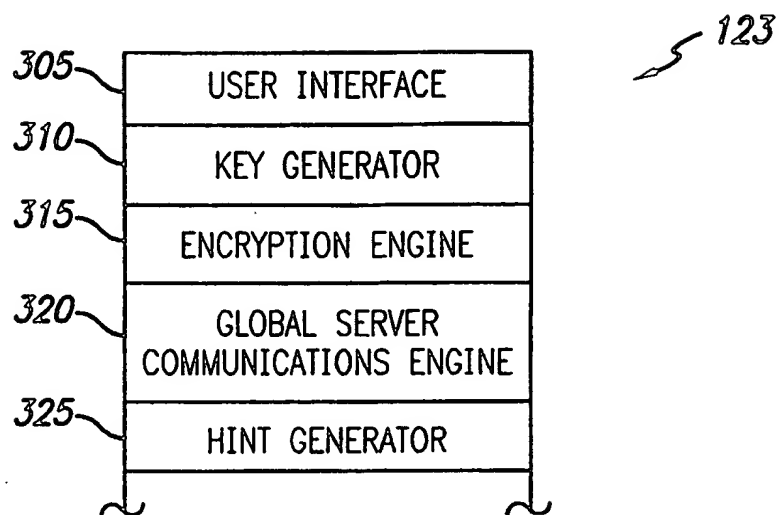 123
305 USER INTERFACE
310 KEY GENERATOR
315 ENCRYPTION ENGINE
320 GLOBAL SERVER
COMMUNICATIONS ENGINE
325 HINT GENERATOR